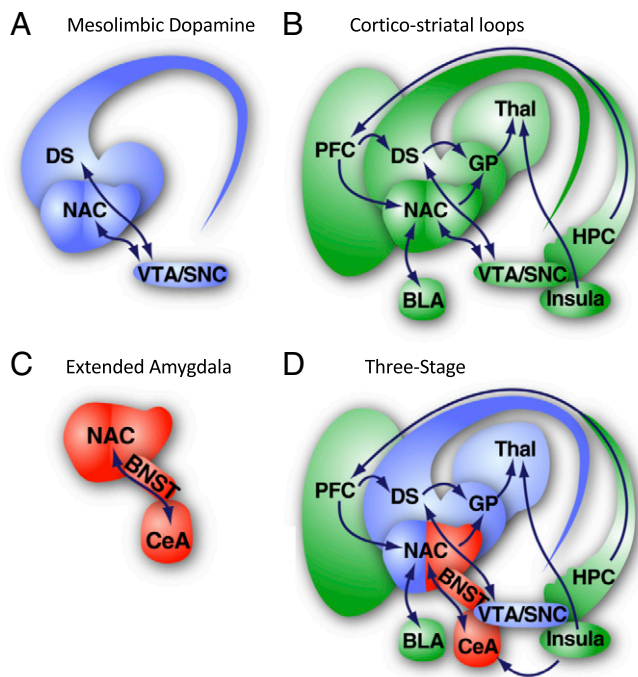 A Mesolimbic Dopamine
DS
NAC
VTA/SNC
B Cortico-striatal loops
Thal
PFC
DS
GP
NAC
HPC
VTA/SNC
BLA
Insula
C Extended Amygdala
NAC
BNST
CeA
D Three-Stage
Thal
PFC
DS
GP
NAC
BNST
HPC
VTA/SNC
BLA
CeA
Insula